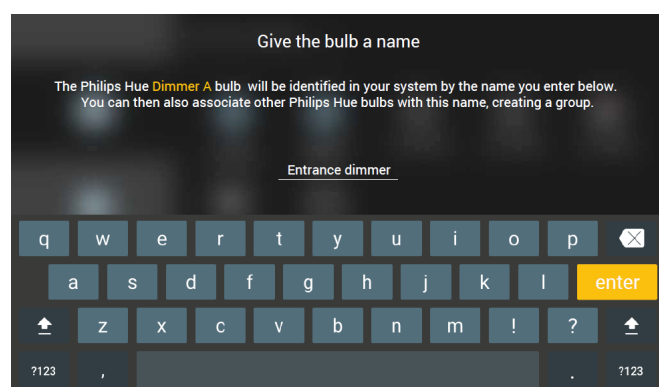 Give the bulb a name
The Philips Hue Dimmer A bulb will be identified in your system by the name you enter below.
You can then also associate other Philips Hue bulbs with this name, creating a group.
Entrance dimmer
q w e r t y u i o p
a s d f g h j k l enter
z x c v b n m ! ?
?123 , . ?123